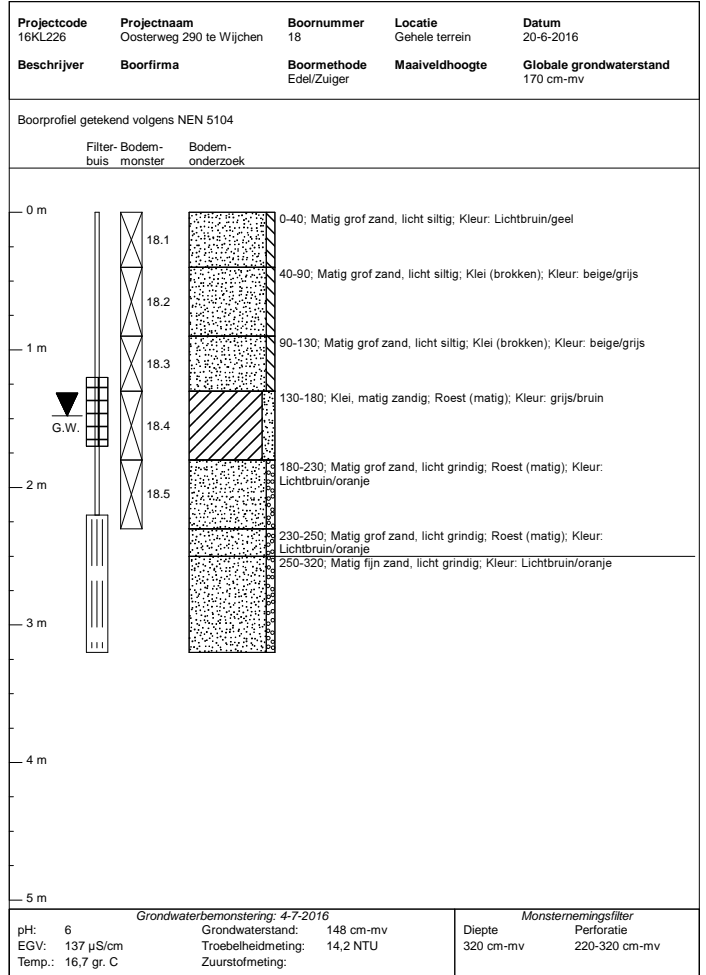 Projectcode Projectnaam Boornummer Locatie Datum
16KL226 Oosterweg 290 te Wijchen 18 Gehele terrein 20-6-2016
Beschrijver Boorfirma Boormethode Maaiveldhoogte Globale grondwaterstand
Edel/Zuiger 170 cm-mv
Boorprofiel getekend volgens NEN 5104
Filter- Bodem- Bodem-
buis monster onderzoek
0 m
0-40; Matig grof zand, licht siltig; Kleur: Lichtbruin/geel
18.1
40-90; Matig grof zand, licht siltig; Klei (brokken); Kleur: beige/grijs
18.2
90-130; Matig grof zand, licht siltig; Klei (brokken); Kleur: beige/grijs
1 m
18.3
130-180; Klei, matig zandig; Roest (matig); Kleur: grijs/bruin
G.W.
18.4
180-230; Matig grof zand, licht grindig; Roest (matig); Kleur:
Lichtbruin/oranje
2 m
18.5
230-250; Matig grof zand, licht grindig; Roest (matig); Kleur:
Lichtbruin/oranje
250-320; Matig fijn zand, licht grindig; Kleur: Lichtbruin/oranje
3 m
4 m
5 m
Grondwaterbemonstering: 4-7-2016 Monsternemingsfilter
pH: 6 Grondwaterstand: 148 cm-mv Diepte Perforatie
EGV: 137 µS/cm Troebelheidmeting: 14,2 NTU 320 cm-mv 220-320 cm-mv
Temp.: 16,7 gr. C Zuurstofmeting: